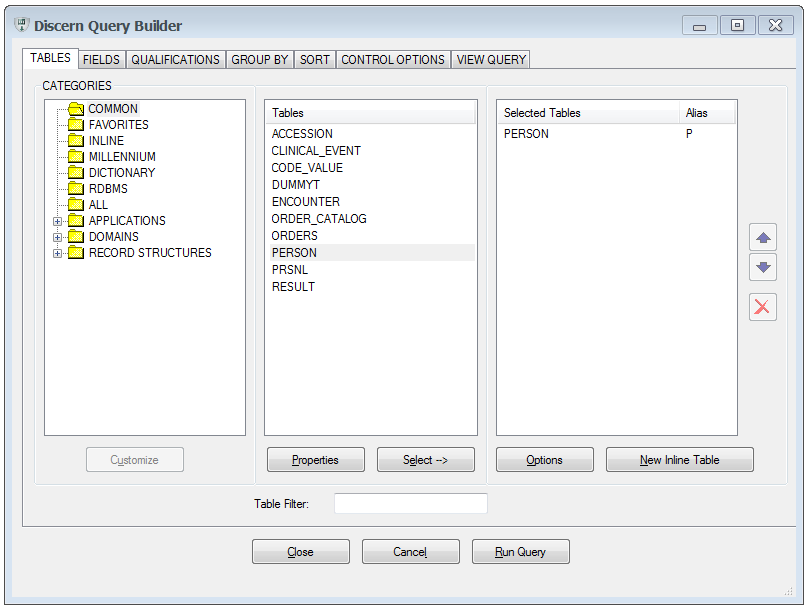 Discern Query Builder
TABLES FIELDS QUALIFICATIONS GROUP BY SORT CONTROL OPTIONS VIEW QUERY
CATEGORIES
COMMON
FAVORITES
INLINE
MILLENNIUM
DICTIONARY
RDBMS
ALL
APPLICATIONS
DOMAINS
RECORD STRUCTURES
Customize
Tables
ACCESSION
CLINICAL_EVENT
CODE_VALUE
DUMMYT
ENCOUNTER
ORDER_CATALOG
ORDERS
PERSON
PRSNL
RESULT
Properties Select -->
Selected Tables Alias
PERSON P
Options New Inline Table
Table Filter:
Close Cancel Run Query